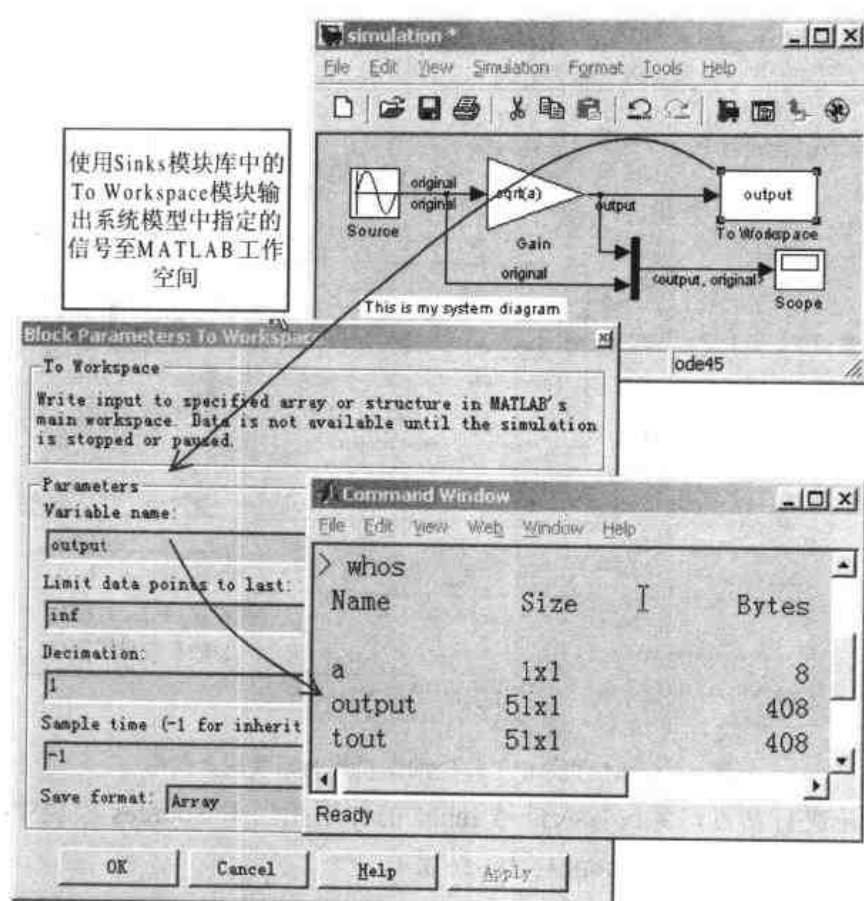 simulation *
File Edit View Simulation Format Tools Help
使用Sinks模块库中的
To Workspace模块输
出系统模型中指定的
信号至MATLAB工作
空间
original
original
Source
sqrt(a)
Gain
output
output
To Workspace
original
<output, original>
Scope
This is my system diagram
ode45
Block Parameters: To Workspac
To Workspace
Write input to specified array or structure in MATLAB's
main workspace. Data is not available until the simulation
is stopped or paused.
Parameters
Variable name:
output
Limit data points to last:
inf
Decimation:
1
Sample time (-1 for inherit
-1
Save format: Array
OK Cancel Help Apply
Command Window
File Edit View Web Window Help
> whos
Name Size Bytes
a 1x1 8
output 51x1 408
tout 51x1 408
Ready